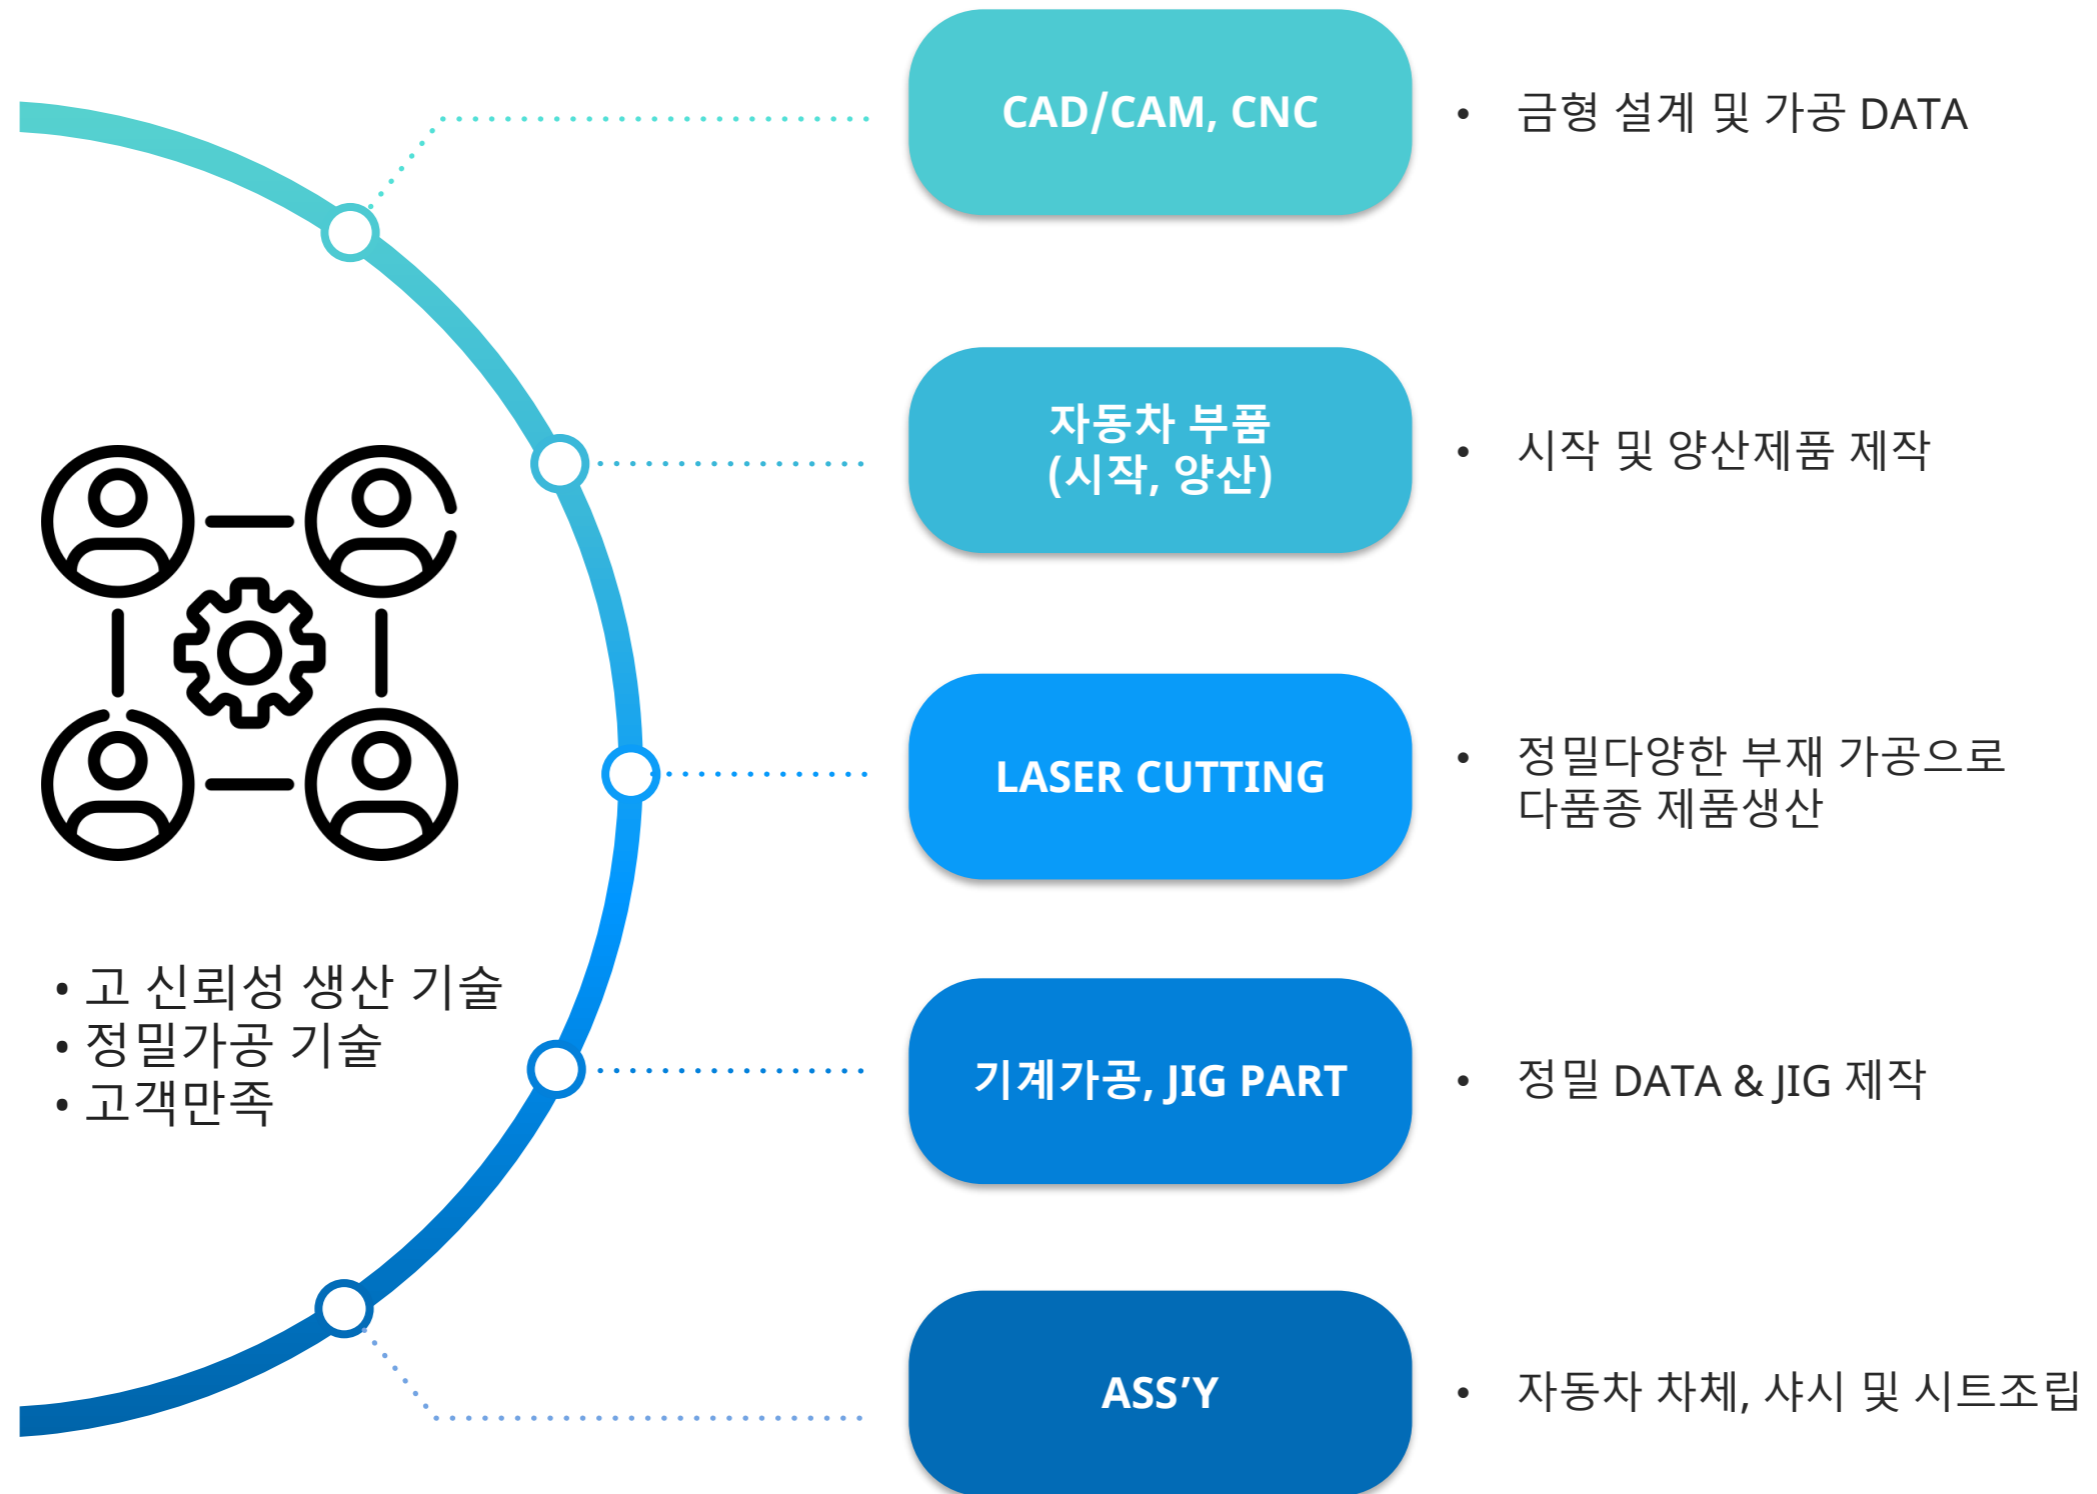 CAD/CAM, CNC
• 금형 설계 및 가공 DATA
자동차 부품
(시작, 양산)
• 시작 및 양산제품 제작
LASER CUTTING
• 정밀다양한 부재 가공으로
다품종 제품생산
• 고 신뢰성 생산 기술
• 정밀가공 기술
• 고객만족
기계가공, JIG PART
• 정밀 DATA & JIG 제작
ASS’Y
• 자동차 차체, 샤시 및 시트조립